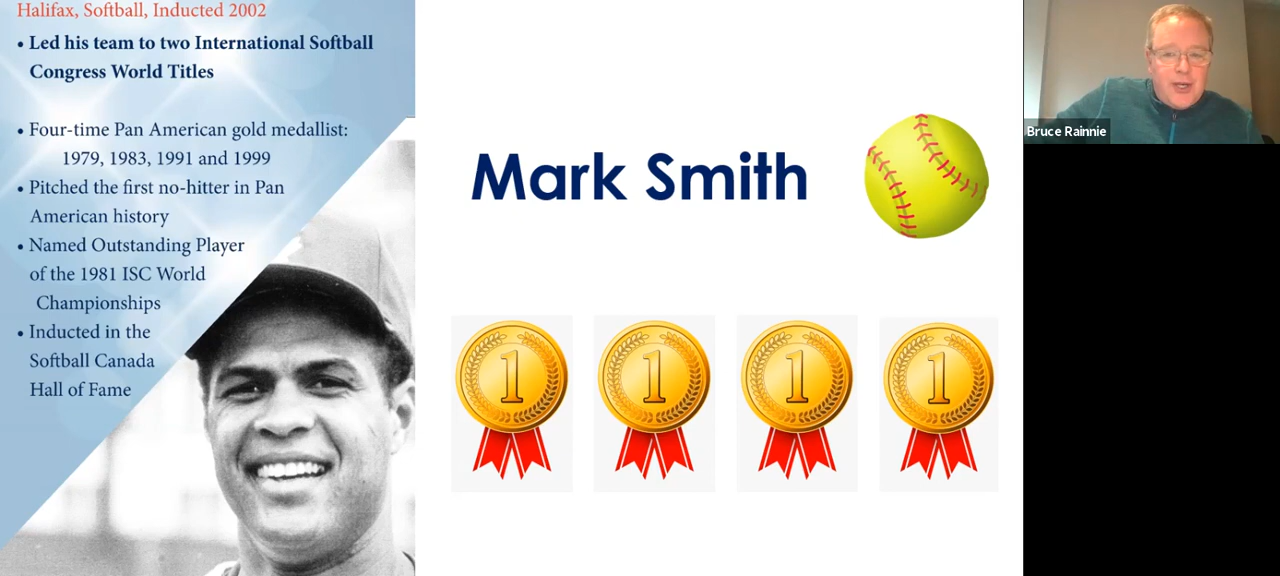 Halifax, Softball, Inducted 2002
• Led his team to two International Softball
Congress World Titles
• Four-time Pan American gold medallist:
1979, 1983, 1991 and 1999
• Pitched the first no-hitter in Pan
American history
• Named Outstanding Player
of the 1981 ISC World
Championships
• Inducted in the
Softball Canada
Hall of Fame
Mark Smith
1
1
1
1
Bruce Rainnie